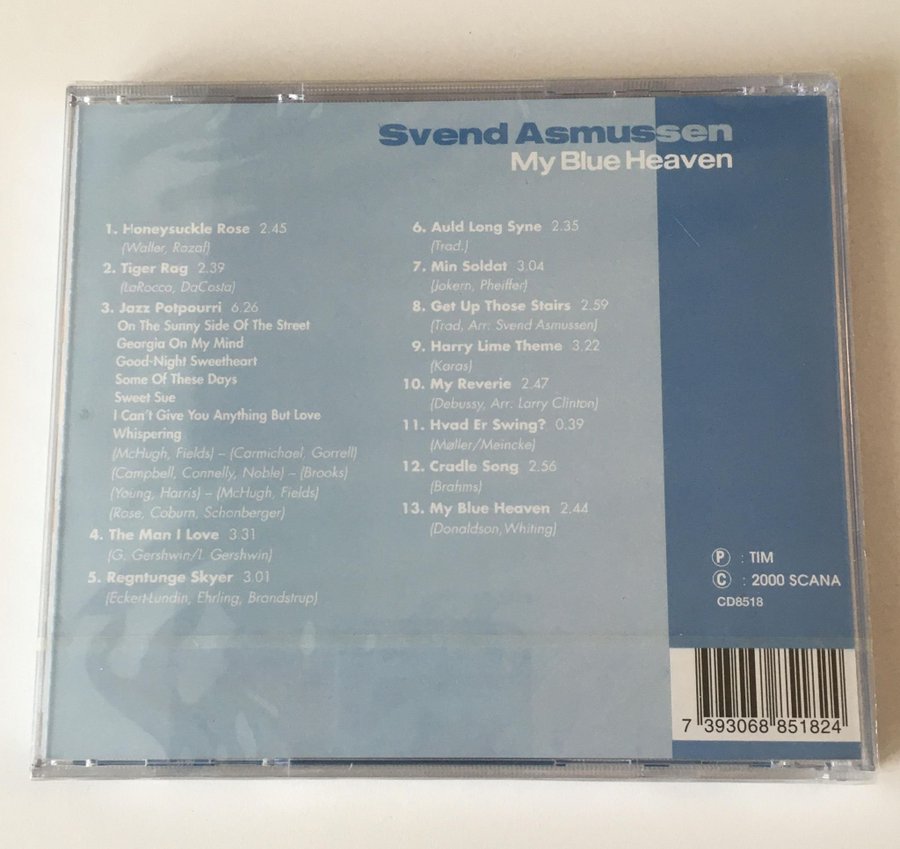 Svend Asmussen
My Blue Heaven
1. Honeysuckle Rose 2.45
(Waller, Razaf)
2. Tiger Rag 2.39
(LaRocca, DaCosta)
3. Jazz Potpourri 6.26
On The Sunny Side Of The Street
Georgia On My Mind
Good-Night Sweetheart
Some Of These Days
Sweet Sue
I Can't Give You Anything But Love
Whispering
(McHugh, Fields) – (Carmichael, Gorrell)
(Campbell, Connelly, Noble) – (Brooks)
(Young, Harris) – (McHugh, Fields)
(Rose, Coburn, Schonberger)
4. The Man I Love 3.31
(G. Gershwin/I. Gershwin)
5. Regntunge Skyer 3.01
(Eckert-Lundin, Ehrling, Brandstrup)
6. Auld Long Syne 2.35
(Trad.)
7. Min Soldat 3.04
(Jokern, Pheiffer)
8. Get Up Those Stairs 2.59
(Trad, Arr: Svend Asmussen)
9. Harry Lime Theme 3.22
(Karas)
10. My Reverie 2.47
(Debussy, Arr: Larry Clinton)
11. Hvad Er Swing? 0.39
(Møller/Meincke)
12. Cradle Song 2.56
(Brahms)
13. My Blue Heaven 2.44
(Donaldson, Whiting)
Ⓟ : TIM
Ⓒ : 2000 SCANA
CD8518
7 393068 851824